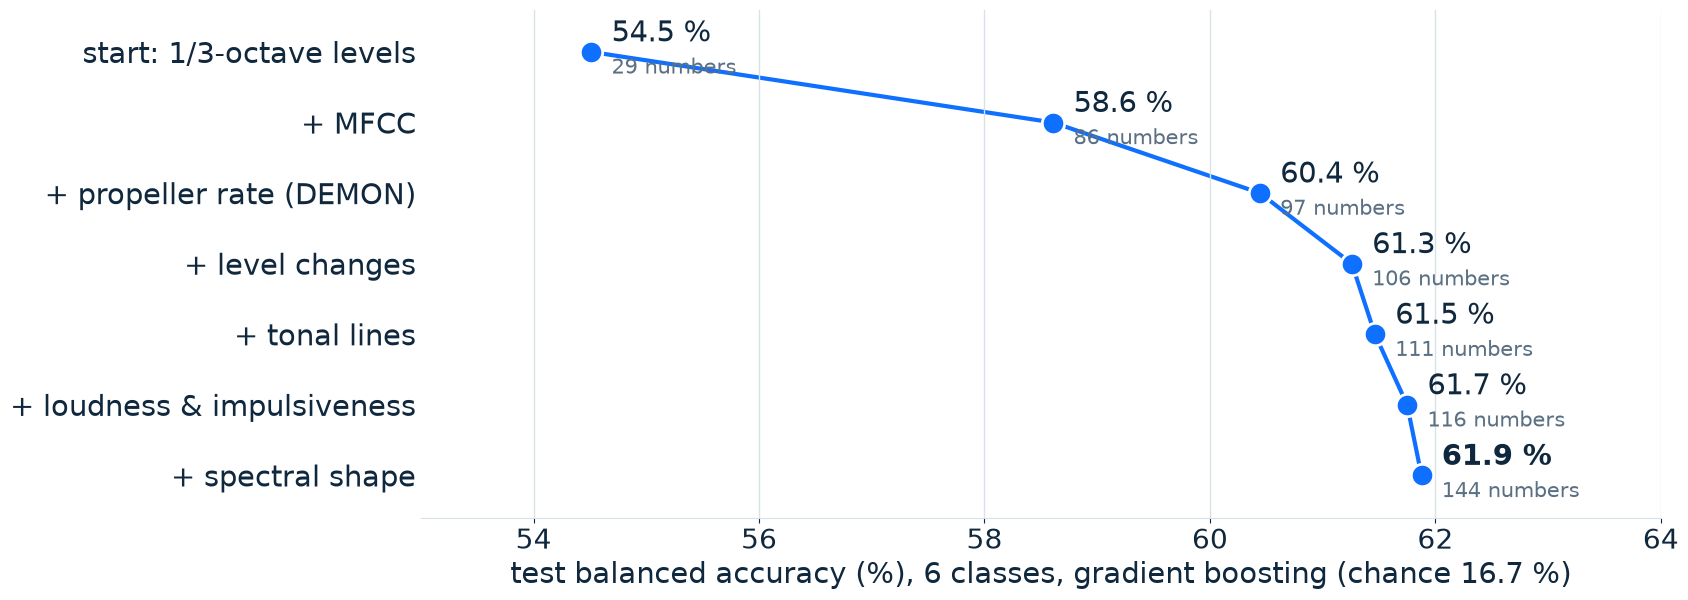 start: 1/3-octave levels
54.5 %
29 numbers
+ MFCC
58.6 %
86 numbers
+ propeller rate (DEMON)
60.4 %
97 numbers
+ level changes
61.3 %
106 numbers
+ tonal lines
61.5 %
111 numbers
+ loudness & impulsiveness
61.7 %
116 numbers
+ spectral shape
61.9 %
144 numbers
54 56 58 60 62 64
test balanced accuracy (%), 6 classes, gradient boosting (chance 16.7 %)